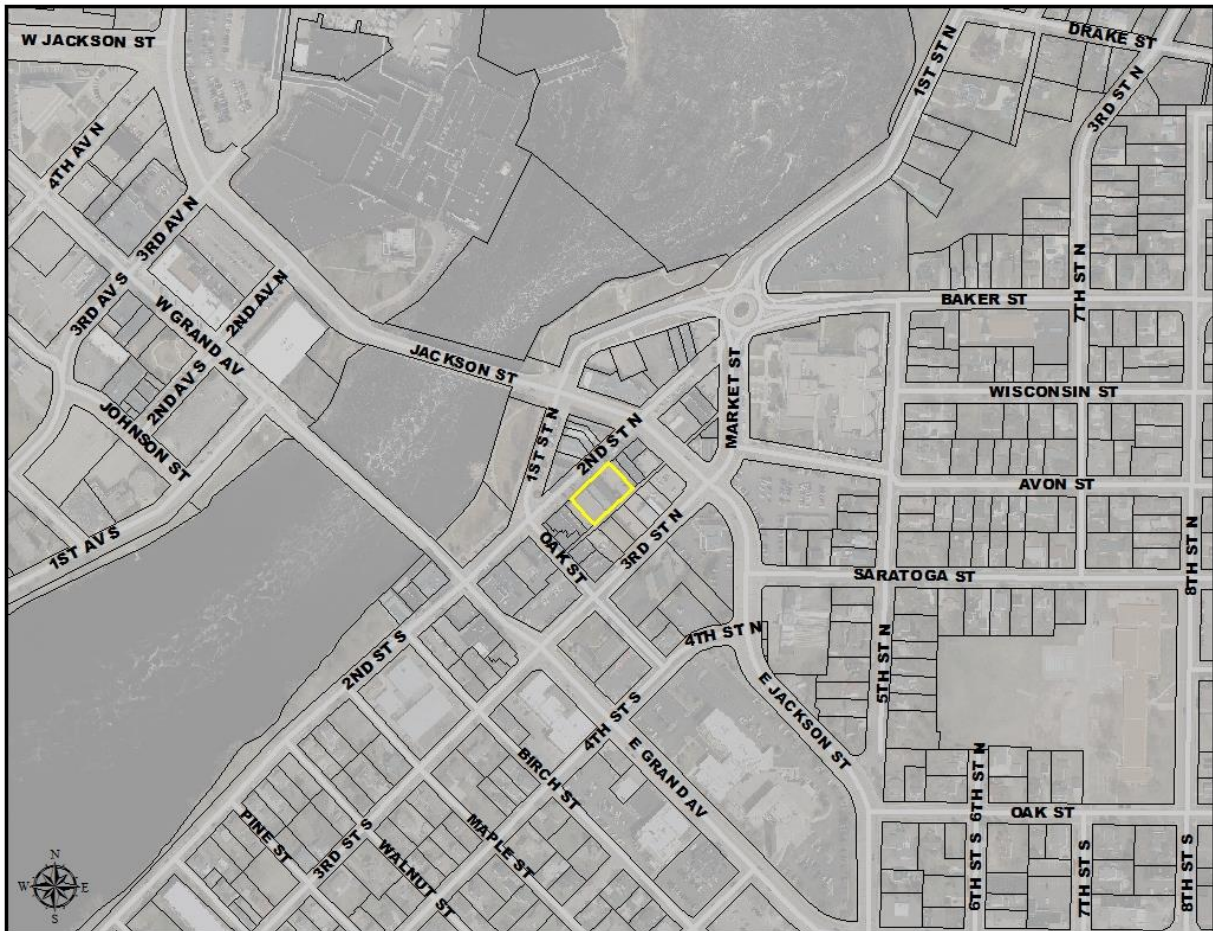 W JACKSON ST
DRAKE ST
1ST ST N
3RD ST N
4TH AV N
3RD AV N
3RD AV S
2ND AV N
W GRAND AV
2ND AV S
JOHNSON ST
1ST AV S
JACKSON ST
BAKER ST
7TH ST N
WISCONSIN ST
MARKET ST
1ST ST N
2ND ST N
AVON ST
8TH ST N
OAK ST
3RD ST N
SARATOGA ST
4TH ST N
2ND ST S
5TH ST N
E JACKSON ST
4TH ST S
E GRAND AV
BIRCH ST
6TH ST N
OAK ST
PINE ST
3RD ST S
WALNUT ST
MAPLE ST
6TH ST S
7TH ST S
8TH ST S
N
W E
S